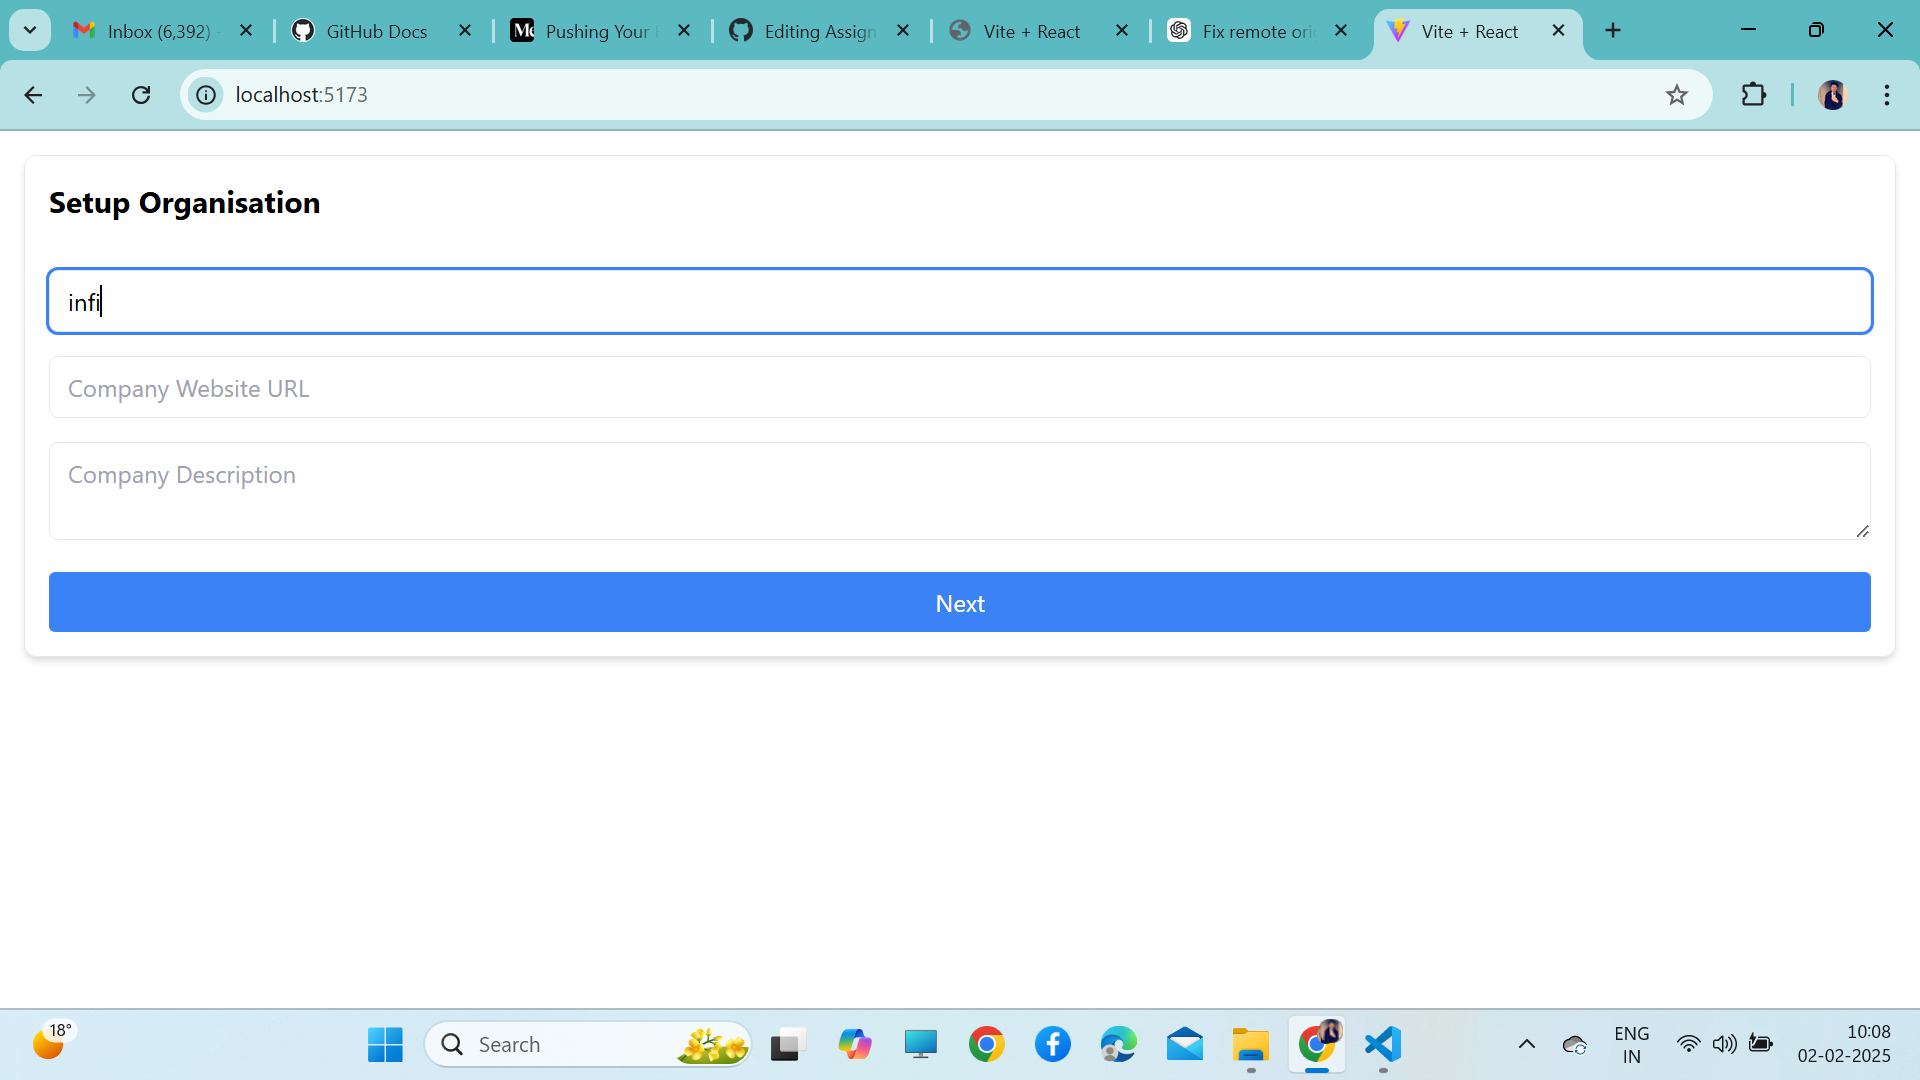 Inbox (6,392)
GitHub Docs
Pushing Your
Editing Assign
Vite + React
Fix remote ori
Vite + React
localhost:5173
Setup Organisation
infi
Company Website URL
Company Description
Next
18°
Search
ENG
IN
10:08
02-02-2025